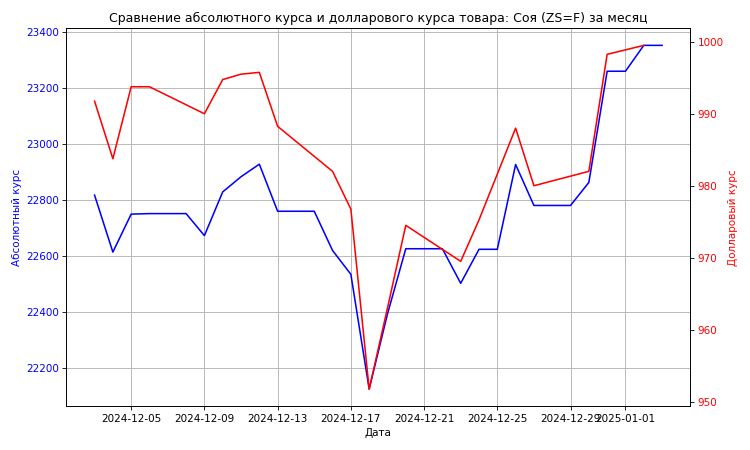 Сравнение абсолютного курса и долларового курса товара: Соя (ZS=F) за месяц
23400
23200
23000
22800
22600
22400
22200
Абсолютный курс
1000
990
980
970
960
950
Долларовый курс
2024-12-05 2024-12-09 2024-12-13 2024-12-17 2024-12-21 2024-12-25 2024-12-29 2025-01-01
Дата